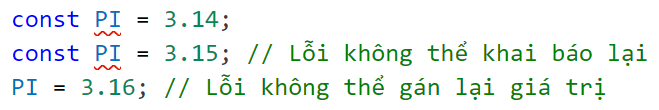 const PI = 3.14;
const PI = 3.15; // Lỗi không thể khai báo lại
PI = 3.16; // Lỗi không thể gán lại giá trị